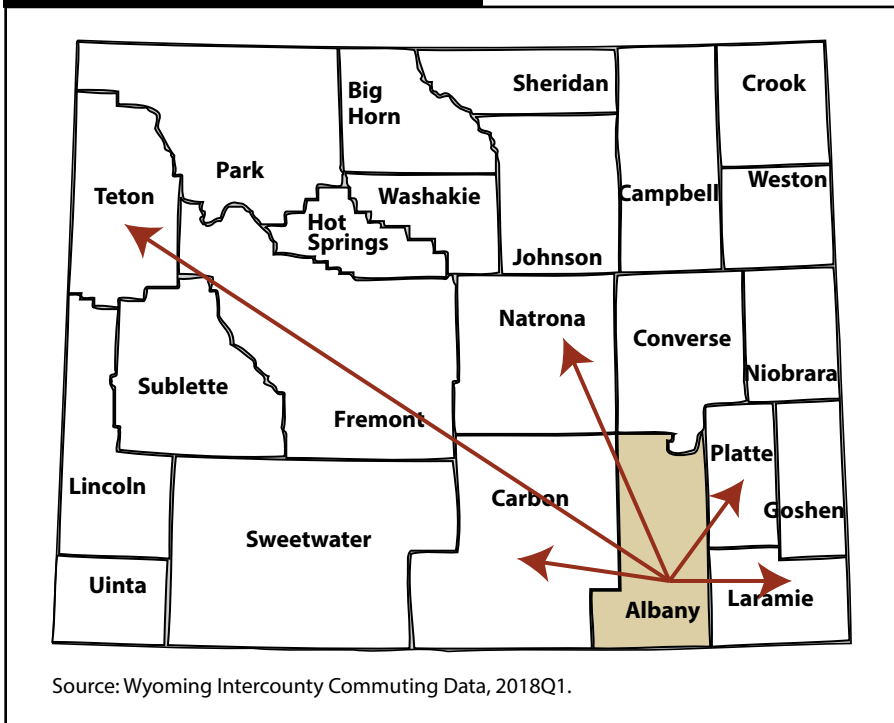 Sheridan
Crook
Big
Horn
Park
Teton
Washakie
Campbell
Weston
Hot
Springs
Johnson
Natrona
Converse
Niobrara
Sublette
Fremont
Platte
Lincoln
Carbon
Goshen
Sweetwater
Uinta
Albany
Laramie
Source: Wyoming Intercounty Commuting Data, 2018Q1.